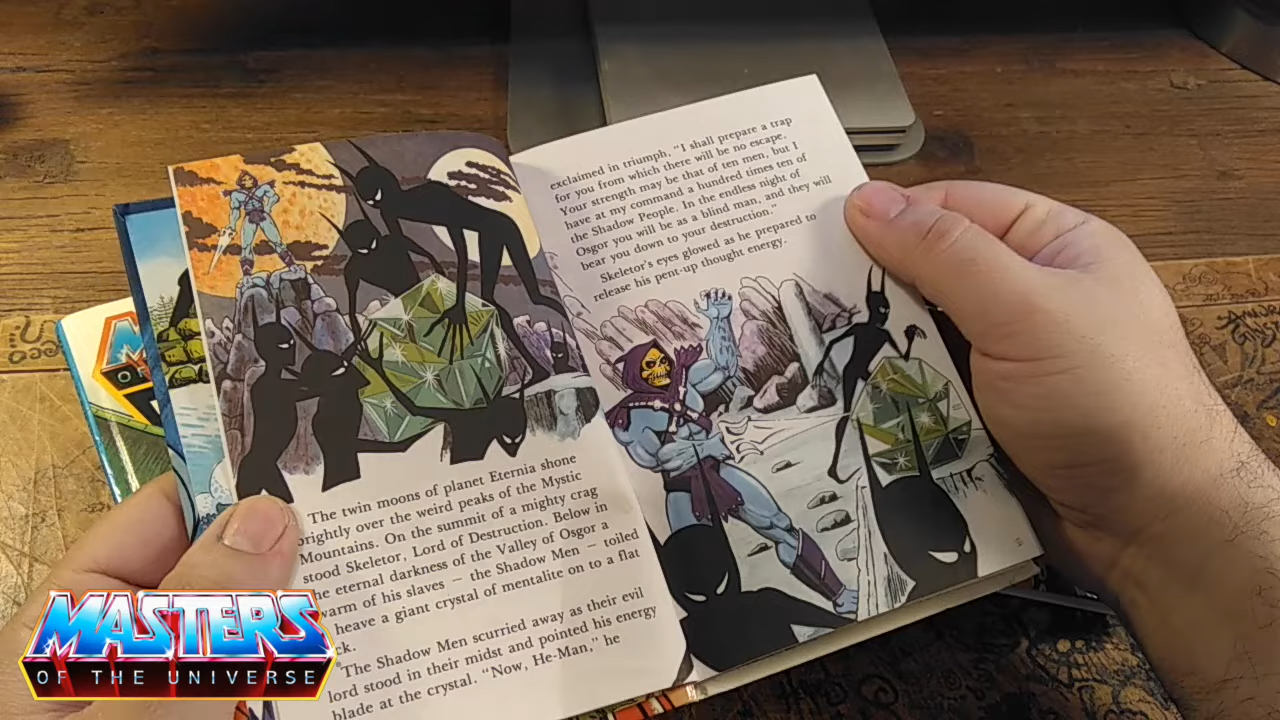 The twin moons of planet Eternia shone
brightly over the weird peaks of the Mystic
Mountains. On the summit of a mighty crag
stood Skeletor, Lord of Destruction. Below in
the eternal darkness of the Valley of Osgor a
swarm of his slaves — the Shadow Men — toiled
heave a giant crystal of mentalite on to a flat
ck.
The Shadow Men scurried away as their evil
lord stood in their midst and pointed his energy
blade at the crystal. "Now, He-Man," he
exclaimed in triumph, "I shall prepare a trap
for you from which there will be no escape.
Your strength may be that of ten men, but I
have at my command a hundred times ten of
the Shadow People. In the endless night of
Osgor you will be as a blind man, and they will
bear you down to your destruction."
Skeletor's eyes glowed as he prepared to
release his pent-up thought energy.
MASTERS
OF THE UNIVERSE